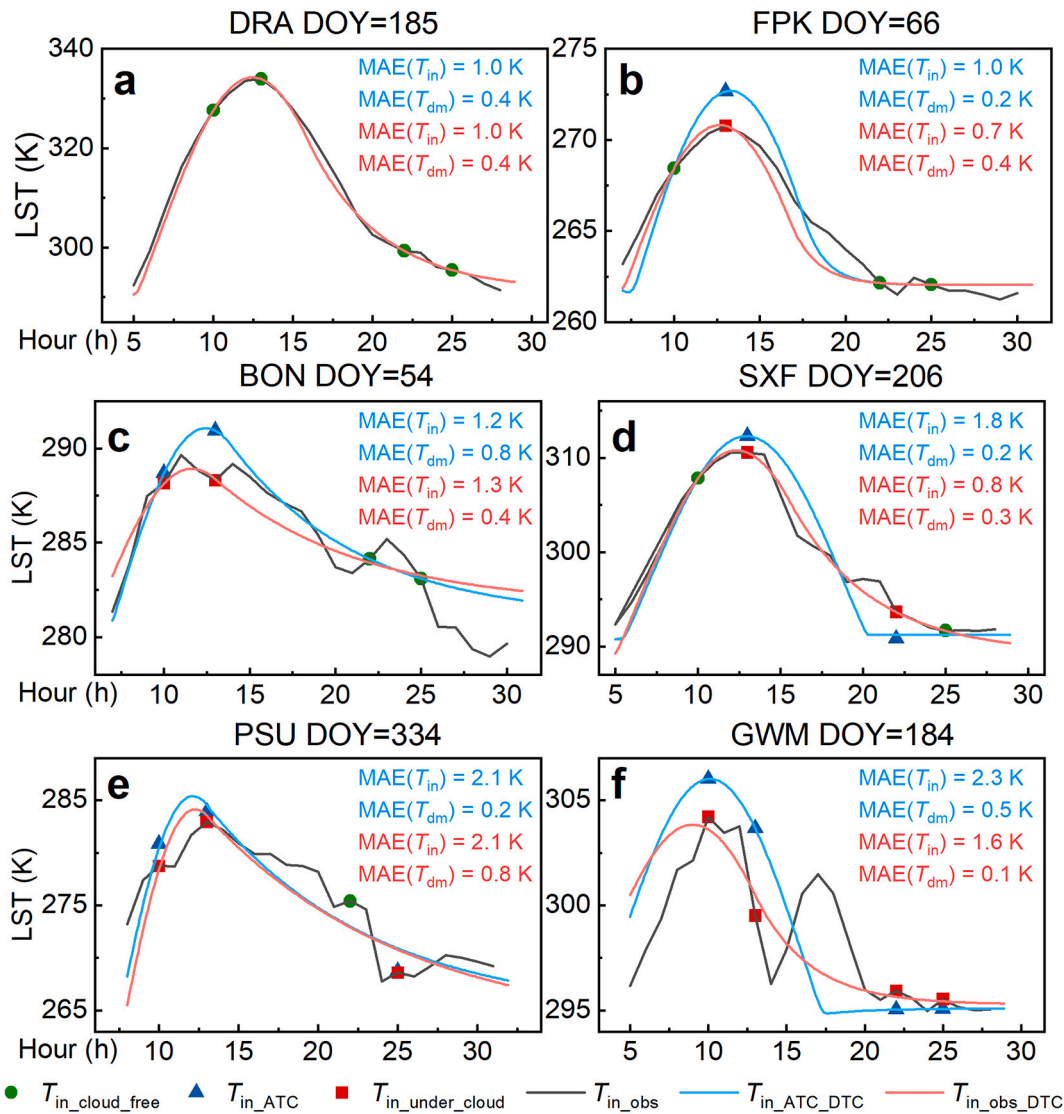 DRA DOY=185
a
MAE(Tin) = 1.0 K
MAE(Tdm) = 0.4 K
MAE(Tin) = 1.0 K
MAE(Tdm) = 0.4 K
LST (K)
340
320
300
Hour (h)
5 10 15 20 25 30
FPK DOY=66
b
MAE(Tin) = 1.0 K
MAE(Tdm) = 0.2 K
MAE(Tin) = 0.7 K
MAE(Tdm) = 0.4 K
275
270
265
260
10 15 20 25 30
BON DOY=54
c
MAE(Tin) = 1.2 K
MAE(Tdm) = 0.8 K
MAE(Tin) = 1.3 K
MAE(Tdm) = 0.4 K
LST (K)
290
285
280
Hour (h)
10 15 20 25 30
SXF DOY=206
d
MAE(Tin) = 1.8 K
MAE(Tdm) = 0.2 K
MAE(Tin) = 0.8 K
MAE(Tdm) = 0.3 K
310
300
290
5 10 15 20 25 30
PSU DOY=334
e
MAE(Tin) = 2.1 K
MAE(Tdm) = 0.2 K
MAE(Tin) = 2.1 K
MAE(Tdm) = 0.8 K
LST (K)
285
275
265
Hour (h)
10 15 20 25 30
GWM DOY=184
f
MAE(Tin) = 2.3 K
MAE(Tdm) = 0.5 K
MAE(Tin) = 1.6 K
MAE(Tdm) = 0.1 K
305
300
295
5 10 15 20 25 30
Tin_cloud_free Tin_ATC Tin_under_cloud Tin_obs Tin_ATC_DTC Tin_obs_DTC